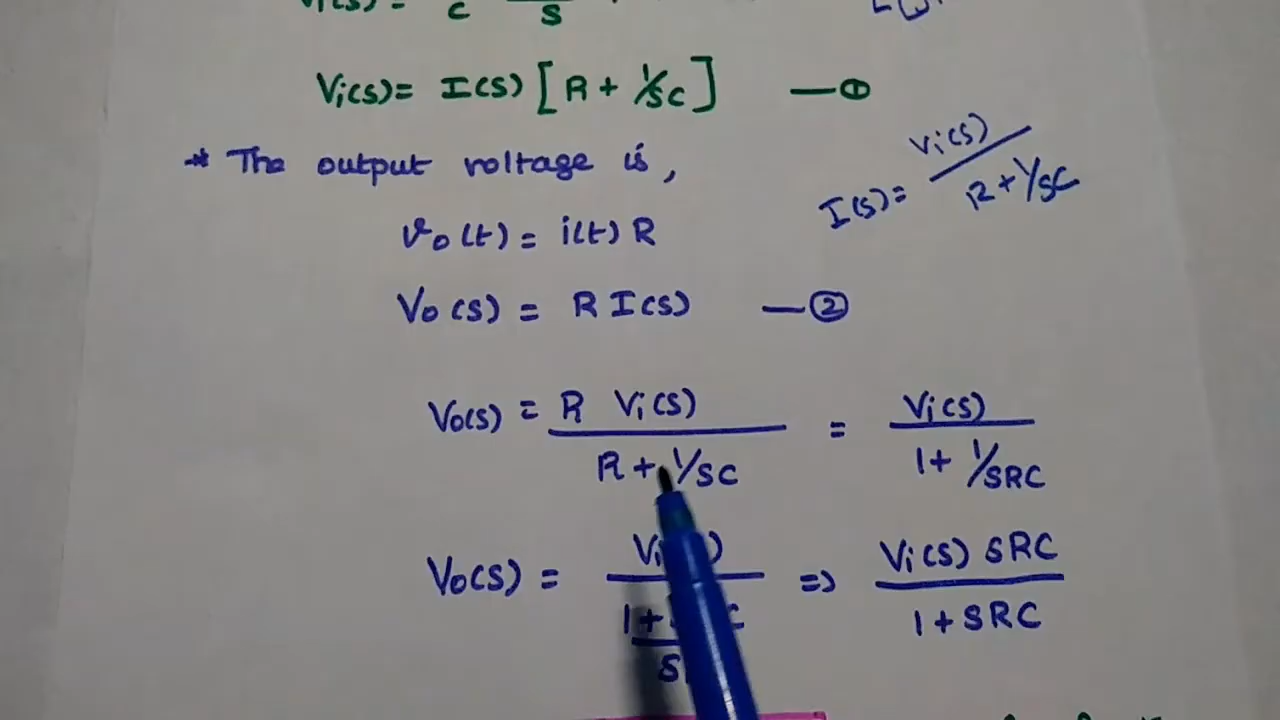 Vi(s) = I(s) [R + 1/sc] —①
* The output voltage is,
I(s) = Vi(s) / R + 1/sc
vo(t) = i(t) R
Vo(s) = R I(s) —②
Vo(s) = R Vi(s) / R + 1/sc = Vi(s) / 1 + 1/SRC
Vo(s) = ⇒ Vi(s) SRC / 1 + SRC